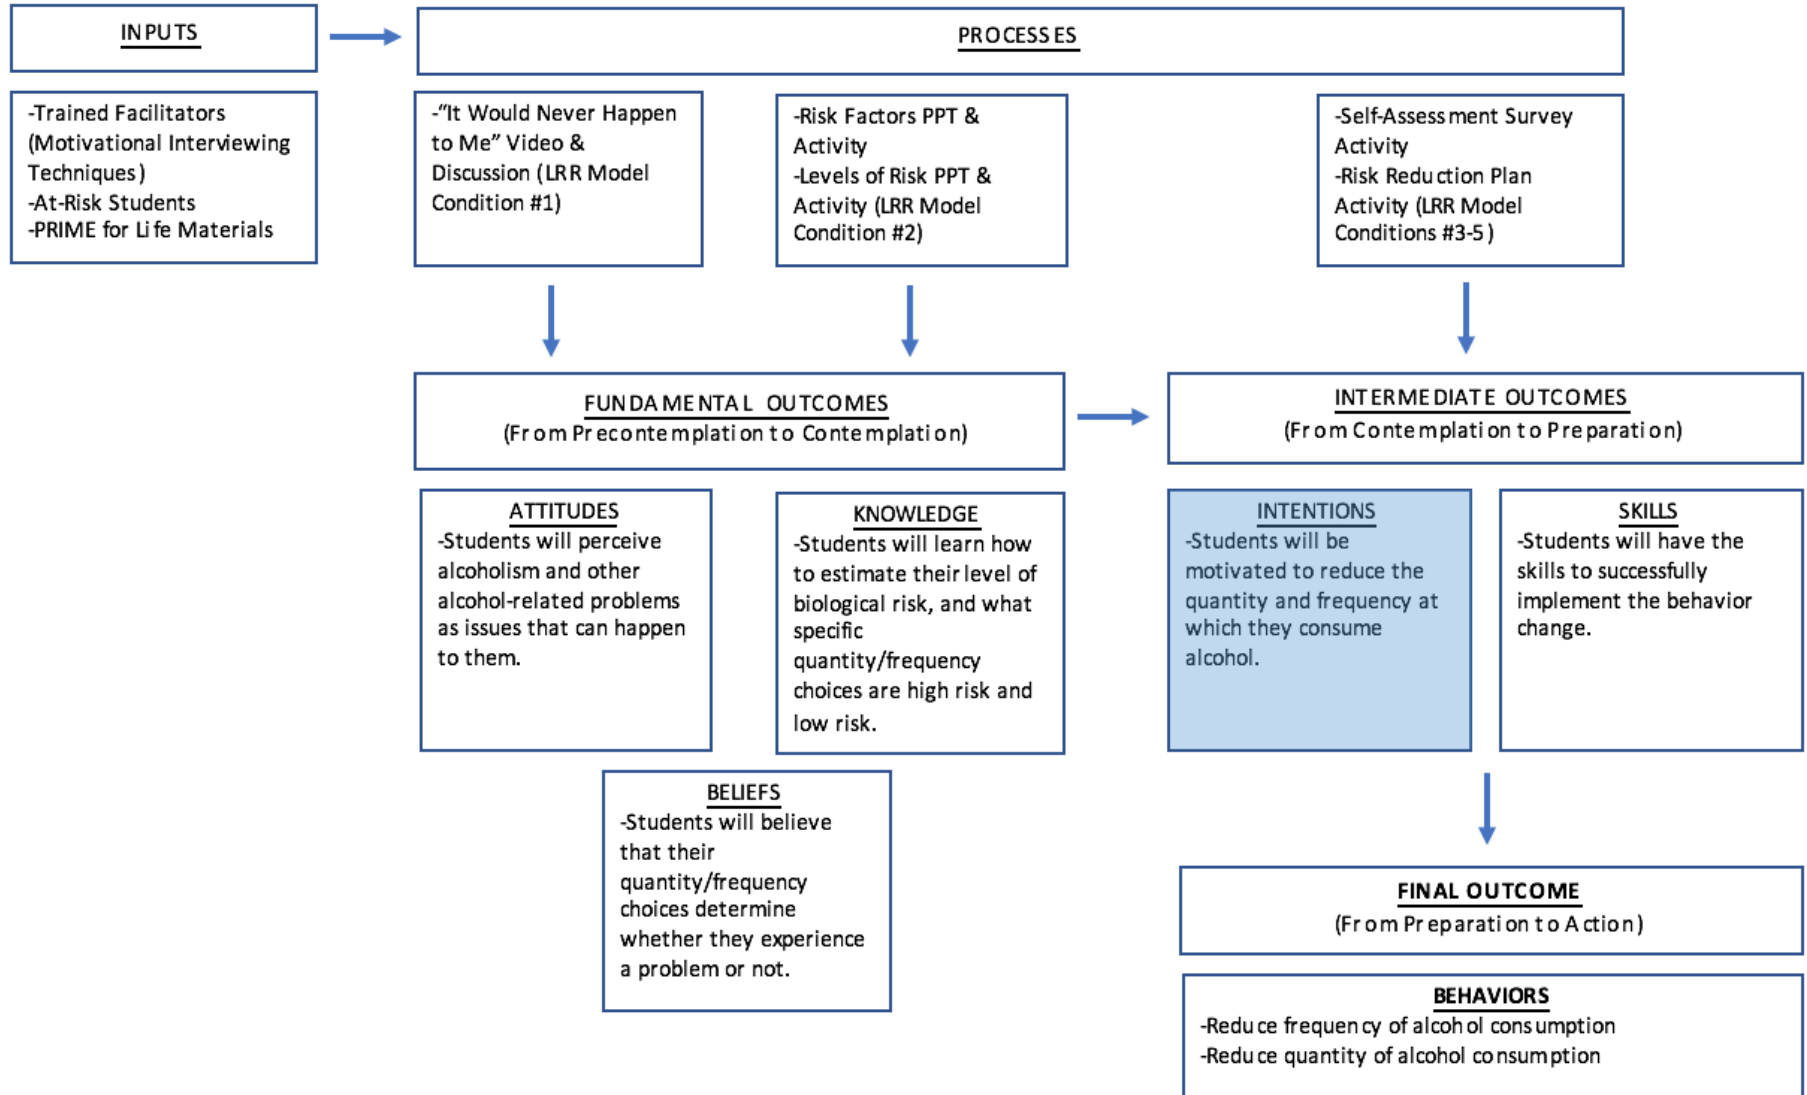 INPUTS
PROCESSES
-Trained Facilitators
(Motivational Interviewing
Techniques)
-At-Risk Students
-PRIME for Life Materials
-“It Would Never Happen
to Me” Video &
Discussion (LRR Model
Condition #1)
-Risk Factors PPT &
Activity
-Levels of Risk PPT &
Activity (LRR Model
Condition #2)
-Self-Assessment Survey
Activity
-Risk Reduction Plan
Activity (LRR Model
Conditions #3-5)
FUNDAMENTAL OUTCOMES
(From Precontemplation to Contemplation)
INTERMEDIATE OUTCOMES
(From Contemplation to Preparation)
ATTITUDES
-Students will perceive
alcoholism and other
alcohol-related problems
as issues that can happen
to them.
KNOWLEDGE
-Students will learn how
to estimate their level of
biological risk, and what
specific
quantity/frequency
choices are high risk and
low risk.
INTENTIONS
-Students will be
motivated to reduce the
quantity and frequency at
which they consume
alcohol.
SKILLS
-Students will have the
skills to successfully
implement the behavior
change.
BELIEFS
-Students will believe
that their
quantity/frequency
choices determine
whether they experience
a problem or not.
FINAL OUTCOME
(From Preparation to Action)
BEHAVIORS
-Reduce frequency of alcohol consumption
-Reduce quantity of alcohol consumption